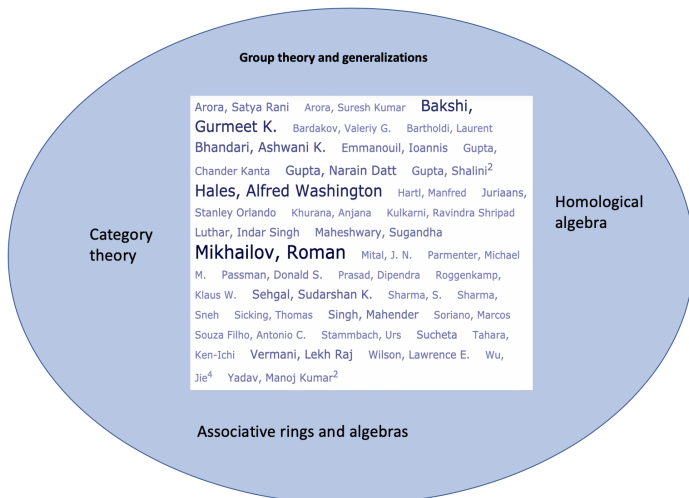 Group theory and generalizations
Arora, Satya Rani Arora, Suresh Kumar Bakshi,
Gurmeet K. Bardakov, Valeriy G. Bartholdi, Laurent
Bhandari, Ashwani K. Emmanouil, Ioannis Gupta,
Chander Kanta Gupta, Narain Datt Gupta, Shalini2
Hales, Alfred Washington Hartl, Manfred Juriaans,
Stanley Orlando Khurana, Anjana Kulkarni, Ravindra Shripad
Luthar, Indar Singh Maheshwary, Sugandha
Mikhailov, Roman Mital, J. N. Parmenter, Michael
M. Passman, Donald S. Prasad, Dipendra Roggenkamp,
Klaus W. Sehgal, Sudarshan K. Sharma, S. Sharma,
Sneh Sicking, Thomas Singh, Mahender Soriano, Marcos
Souza Filho, Antonio C. Stammbach, Urs Sucheta Tahara,
Ken-Ichi Vermani, Lekh Raj Wilson, Lawrence E. Wu,
Jie4 Yadav, Manoj Kumar2
Category
theory
Homological
algebra
Associative rings and algebras